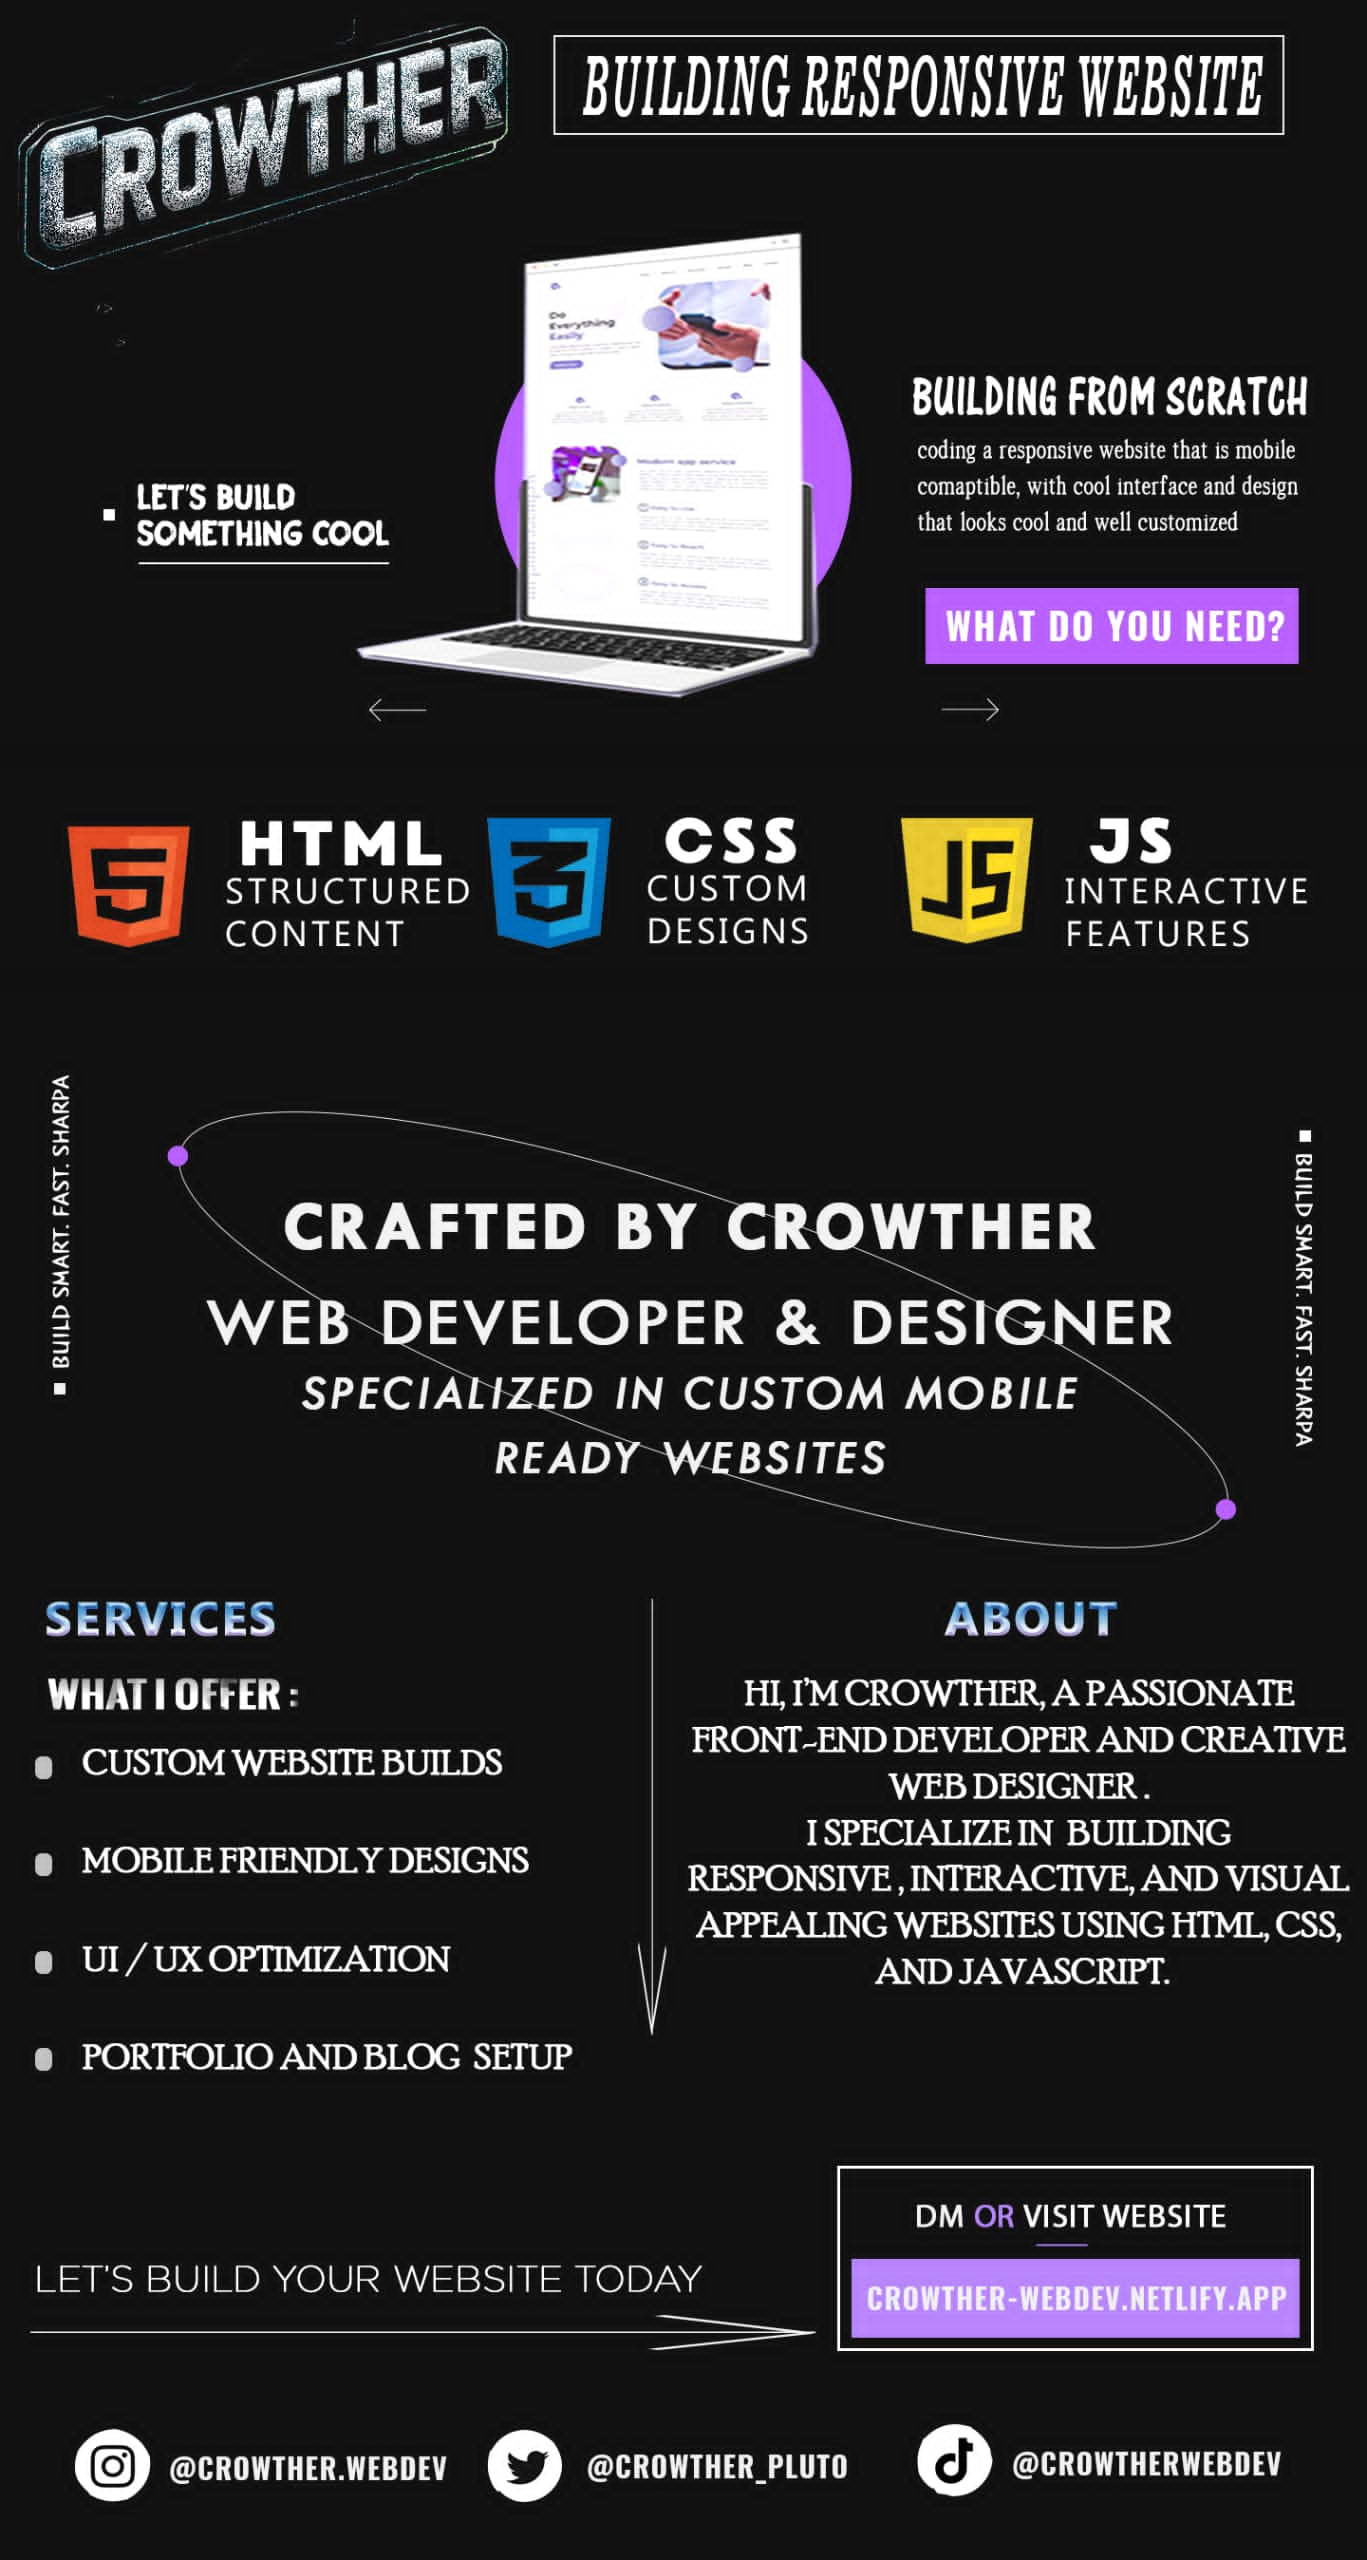 CROWTHER
BUILDING RESPONSIVE WEBSITE
Do
Everything
Easily
Modern app service
LET'S BUILD
SOMETHING COOL
BUILDING FROM SCRATCH
coding a responsive website that is mobile
comaptible, with cool interface and design
that looks cool and well customized
WHAT DO YOU NEED?
5
HTML
STRUCTURED
CONTENT
3
CSS
CUSTOM
DESIGNS
JS
JS
INTERACTIVE
FEATURES
BUILD SMART. FAST. SHARPA
BUILD SMART. FAST. SHARPA
CRAFTED BY CROWTHER
WEB DEVELOPER & DESIGNER
SPECIALIZED IN CUSTOM MOBILE
READY WEBSITES
SERVICES
WHAT I OFFER :
CUSTOM WEBSITE BUILDS
MOBILE FRIENDLY DESIGNS
UI / UX OPTIMIZATION
PORTFOLIO AND BLOG SETUP
ABOUT
HI, I'M CROWTHER, A PASSIONATE
FRONT-END DEVELOPER AND CREATIVE
WEB DESIGNER .
I SPECIALIZE IN BUILDING
RESPONSIVE , INTERACTIVE, AND VISUAL
APPEALING WEBSITES USING HTML, CSS,
AND JAVASCRIPT.
LET'S BUILD YOUR WEBSITE TODAY
DM OR VISIT WEBSITE
CROWTHER-WEBDEV.NETLIFY.APP
@CROWTHER.WEBDEV
@CROWTHER_PLUTO
@CROWTHERWEBDEV